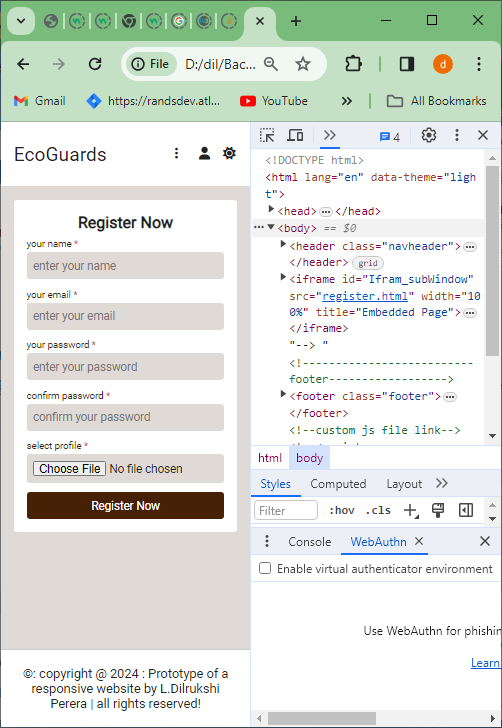 File
D:/dil/Bac...
d
Gmail
https://randsdev.atl...
YouTube
»
All Bookmarks
EcoGuards
Register Now
your name *
enter your name
your email *
enter your email
your password *
enter your password
confirm password *
confirm your password
select profile *
Choose File No file chosen
Register Now
©: copyright @ 2024 : Prototype of a
responsive website by L.Dilrukshi
Perera | all rights reserved!
» 4
<!DOCTYPE html>
<html lang="en" data-theme="ligh
t">
<head>…</head>
<body> == $0
<header class="navheader">…
</header> grid
<iframe id="Ifram_subWindow"
src="register.html" width="10
0%" title="Embedded Page">…
</iframe>
"--> "
<!--------------------------
footer------------------->
<footer class="footer">…
</footer>
<!--custom js file link-->
html body
Styles Computed Layout »
Filter :hov .cls
Console WebAuthn
Enable virtual authenticator environment
Use WebAuthn for phishin
Learn